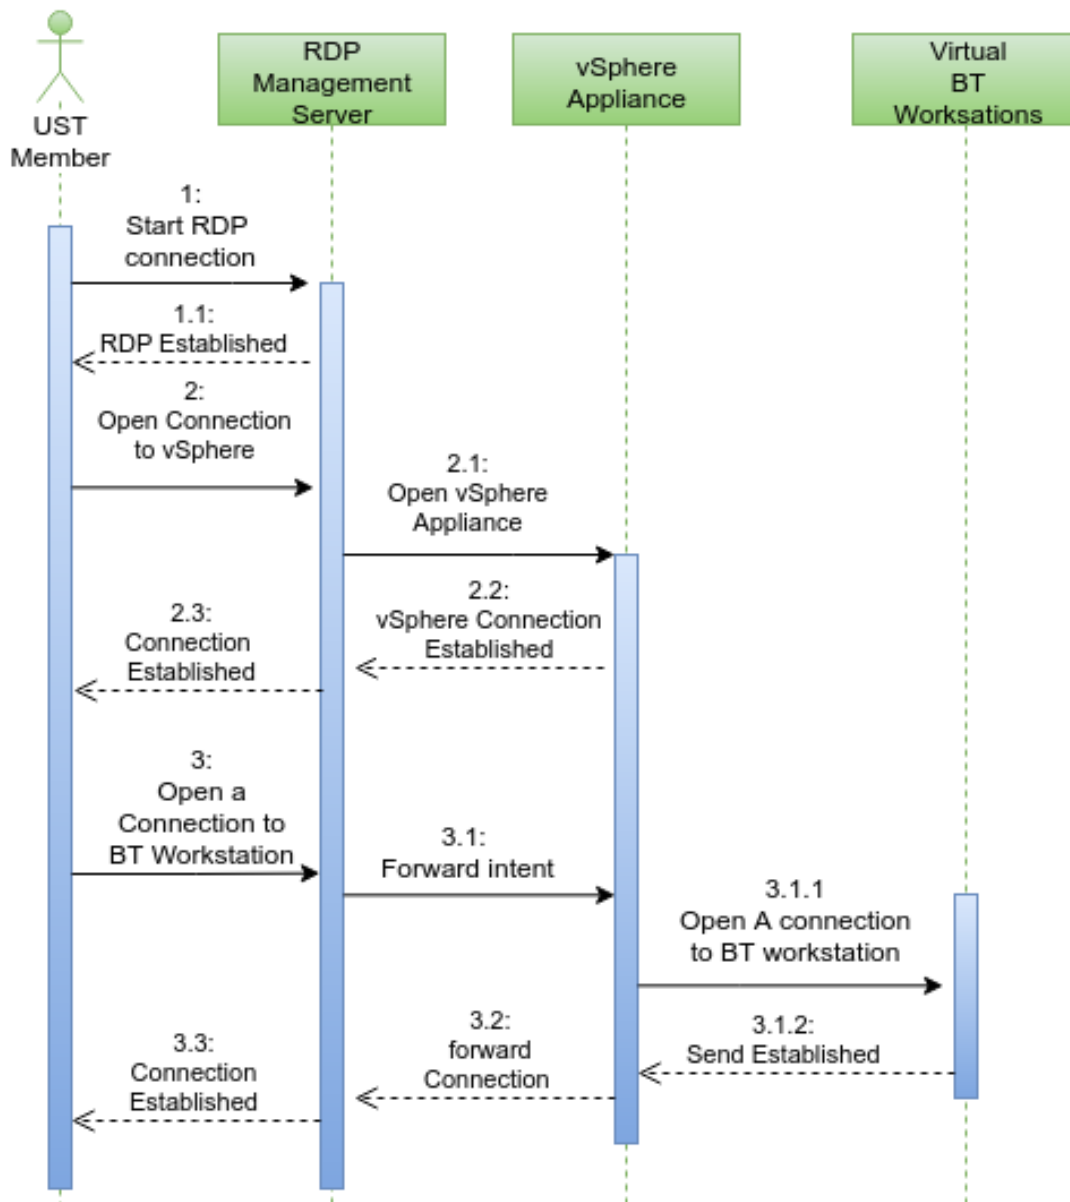 UST
Member
RDP
Management
Server
vSphere
Appliance
Virtual
BT
Worksations
1:
Start RDP
connection
1.1:
RDP Established
2:
Open Connection
to vSphere
2.1:
Open vSphere
Appliance
2.2:
vSphere Connection
Established
2.3:
Connection
Established
3:
Open a
Connection to
BT Workstation
3.1:
Forward intent
3.1.1
Open A connection
to BT workstation
3.1.2:
Send Established
3.2:
forward
Connection
3.3:
Connection
Established